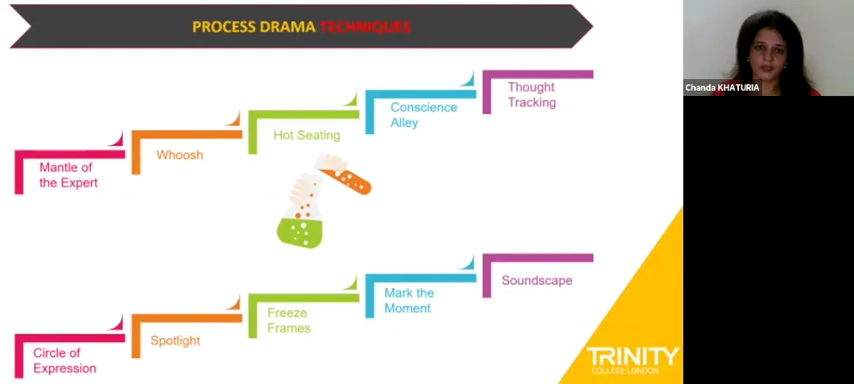 PROCESS DRAMA TECHNIQUES
Chanda KHATURIA
Thought
Tracking
Conscience
Alley
Hot Seating
Whoosh
Mantle of
the Expert
Soundscape
Mark the
Moment
Freeze
Frames
Spotlight
Circle of
Expression
TRINITY
COLLEGE LONDON